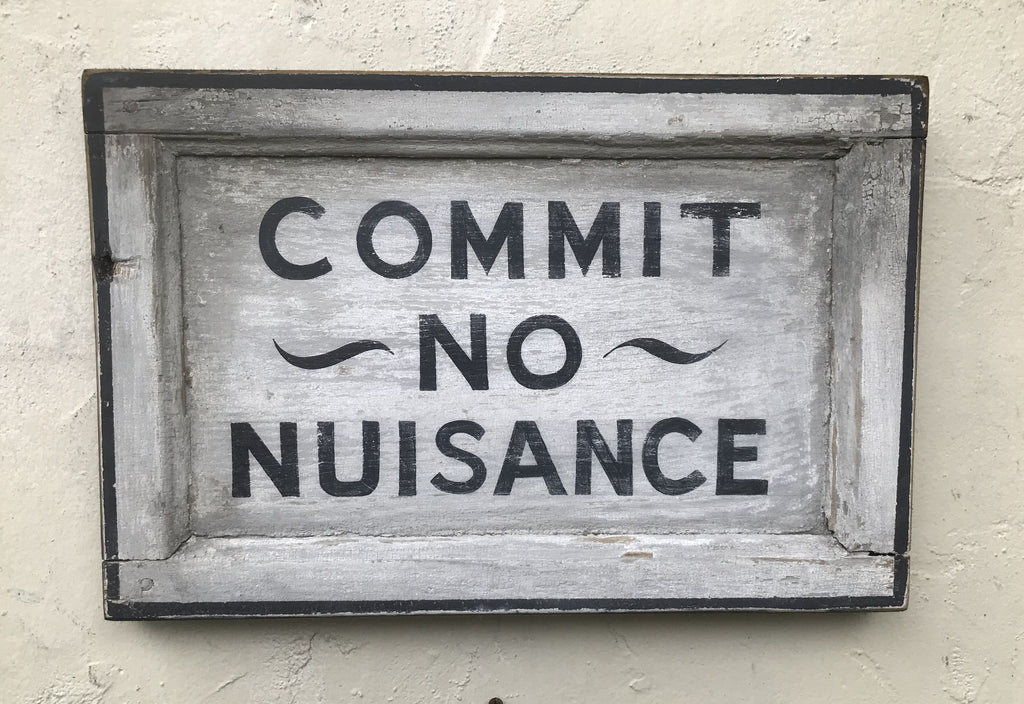 COMMIT
~ NO ~
NUISANCE